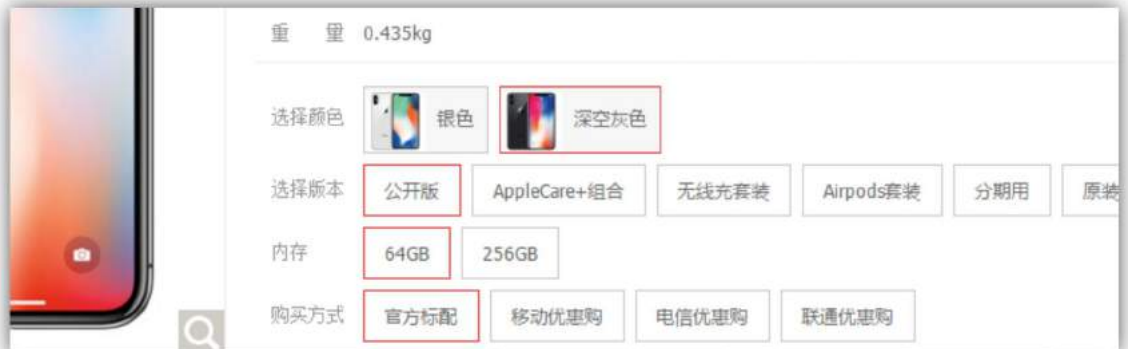 重 量 0.435kg
选择颜色 银色 深空灰色
选择版本 公开版 AppleCare+组合 无线充套装 Airpods套装 分期用 原装
内存 64GB 256GB
购买方式 官方标配 移动优惠购 电信优惠购 联通优惠购